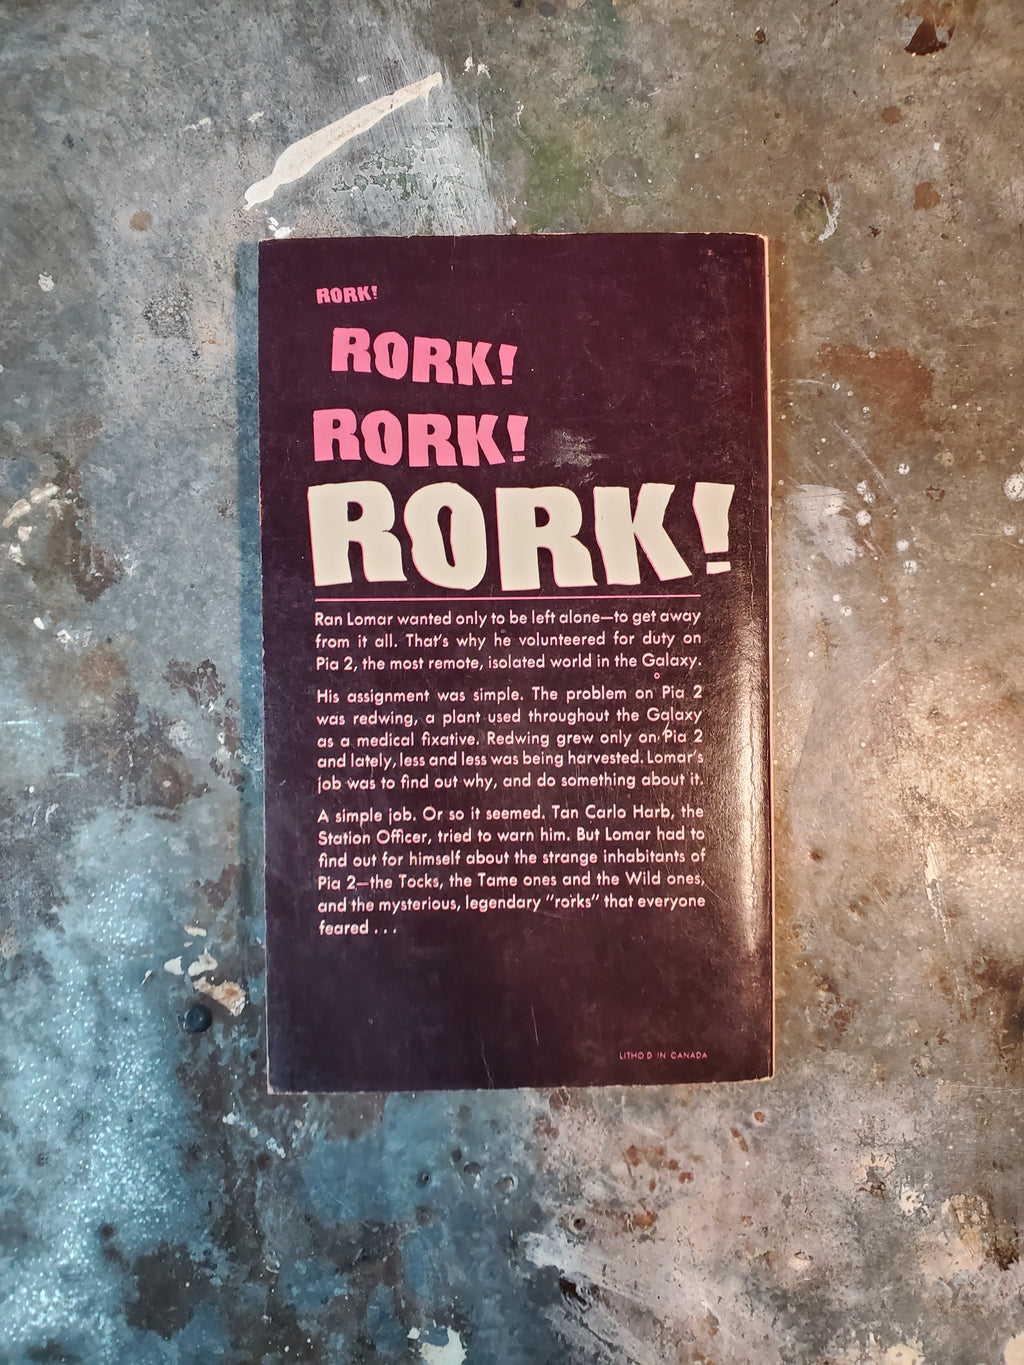 RORK!
RORK!
RORK!
RORK!
Ran Lomar wanted only to be left alone—to get away
from it all. That's why he volunteered for duty on
Pia 2, the most remote, isolated world in the Galaxy.
His assignment was simple. The problem on Pia 2
was redwing, a plant used throughout the Galaxy
as a medical fixative. Redwing grew only on Pia 2
and lately, less and less was being harvested. Lomar's
job was to find out why, and do something about it.
A simple job. Or so it seemed. Tan Carlo Harb, the
Station Officer, tried to warn him. But Lomar had to
find out for himself about the strange inhabitants of
Pia 2—the Tocks, the Tame ones and the Wild ones,
and the mysterious, legendary "rorks" that everyone
feared . . .
LITHO'D IN CANADA